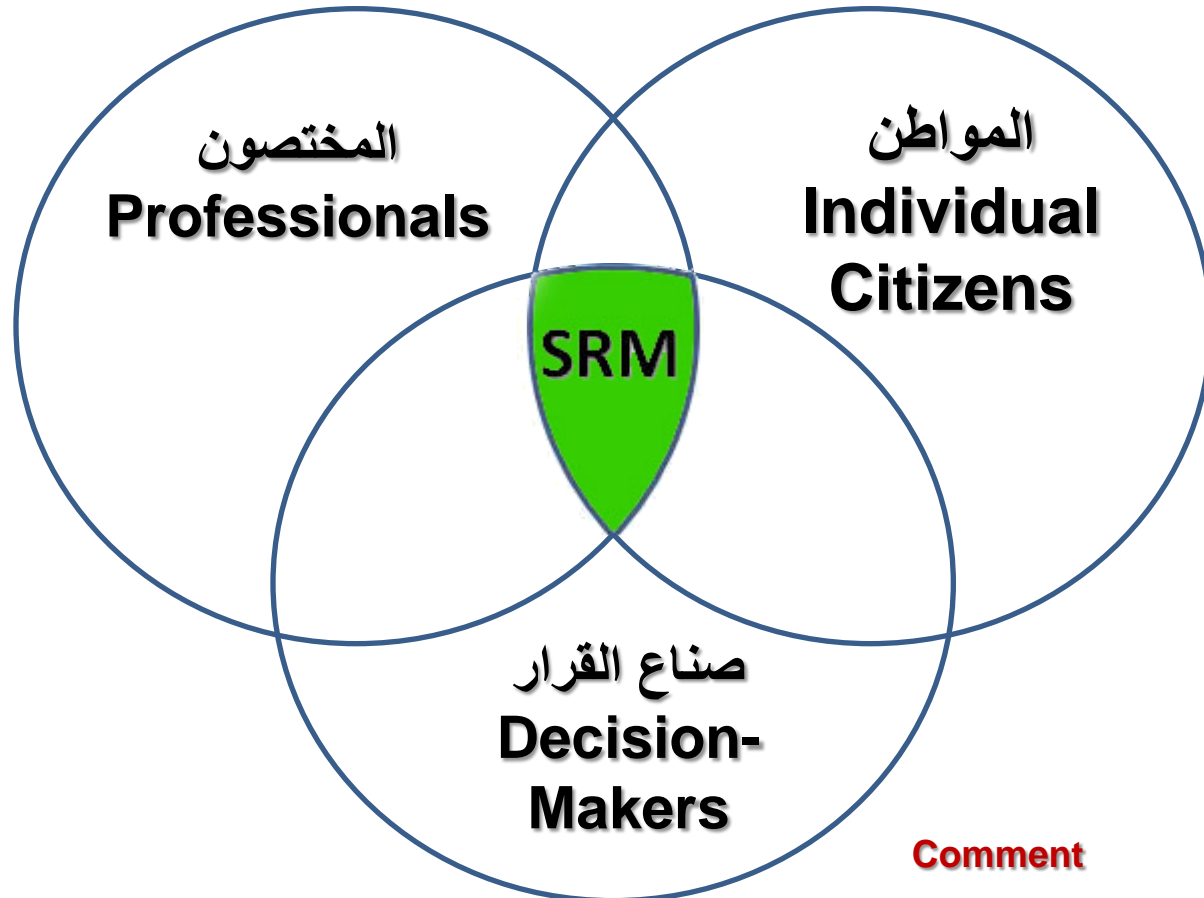 المختصون
Professionals
المواطن
Individual
Citizens
SRM
صناع القرار
Decision-
Makers
Comment